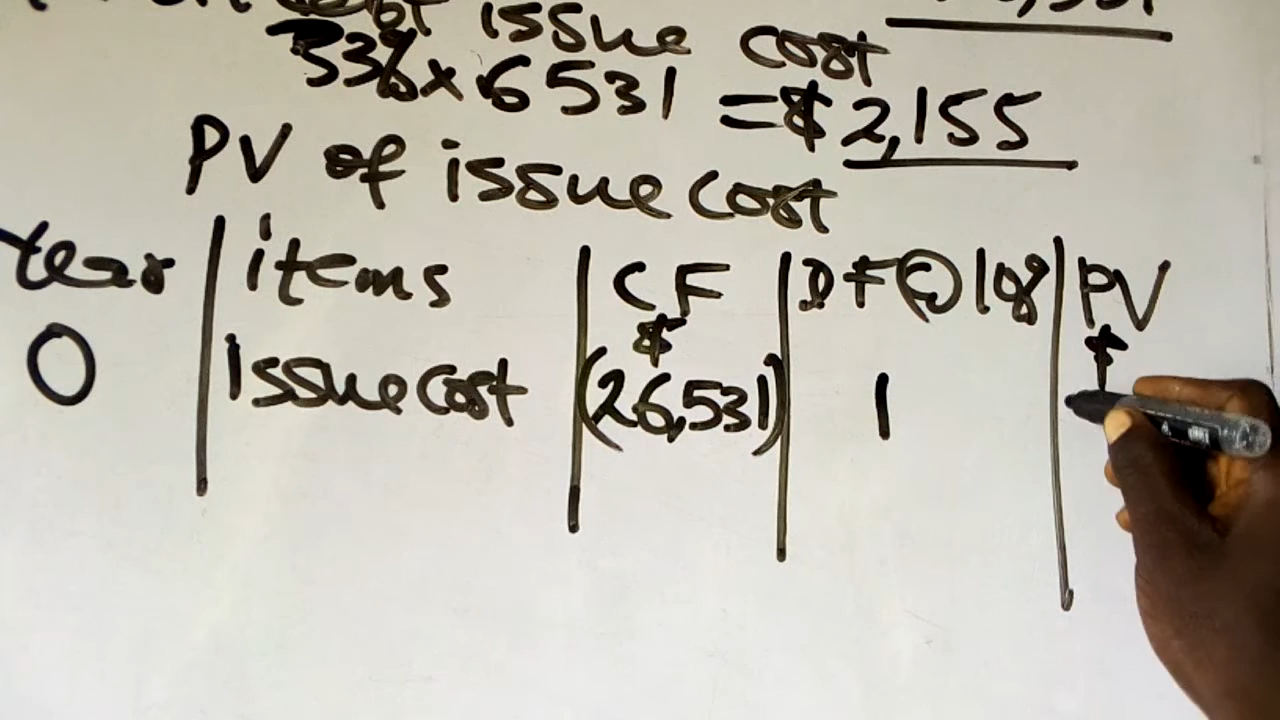 issue cost
33% x 6531 = $2,155
PV of issue cost
Year items CF DF@ PV
$ $
0 issue cost (26,531) 1